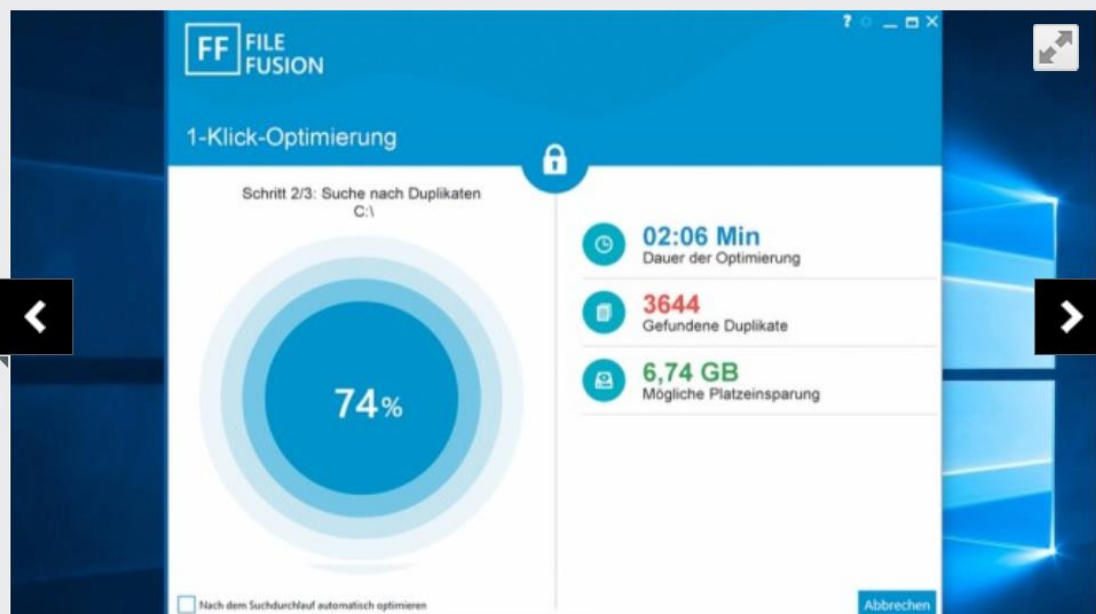 FF FILE
FUSION
?
1-Klick-Optimierung
Schritt 2/3: Suche nach Duplikaten
C:\
74%
02:06 Min
Dauer der Optimierung
3644
Gefundene Duplikate
6,74 GB
Mögliche Platzeinsparung
Nach dem Suchdurchlauf automatisch optimieren
Abbrechen